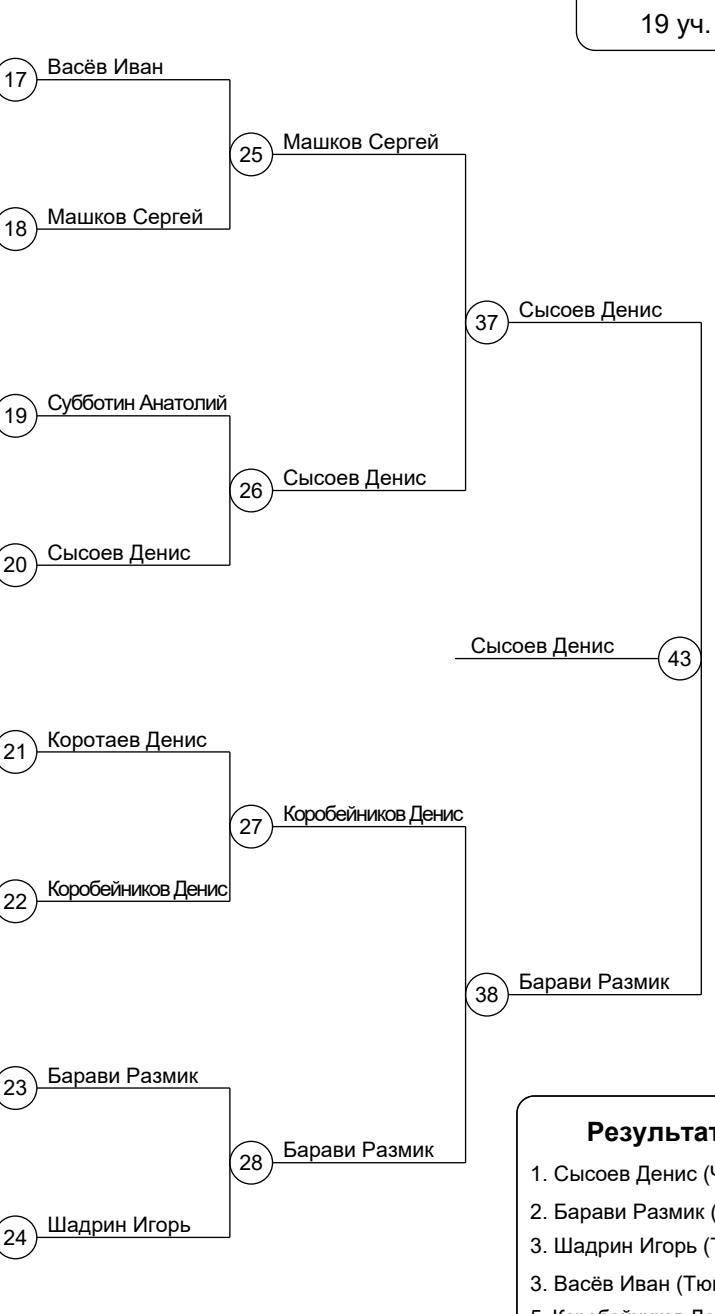 19 уч.
17 Васёв Иван
25 Машков Сергей
18 Машков Сергей
37 Сысоев Денис
19 Субботин Анатолий
26 Сысоев Денис
20 Сысоев Денис
Сысоев Денис 43
21 Коротаев Денис
27 Коробейников Денис
22 Коробейников Денис
38 Барави Размик
23 Барави Размик
28 Барави Размик
24 Шадрин Игорь
Результат
1. Сысоев Денис (
2. Барави Размик (
3. Шадрин Игорь (Т
3. Васёв Иван (Тю